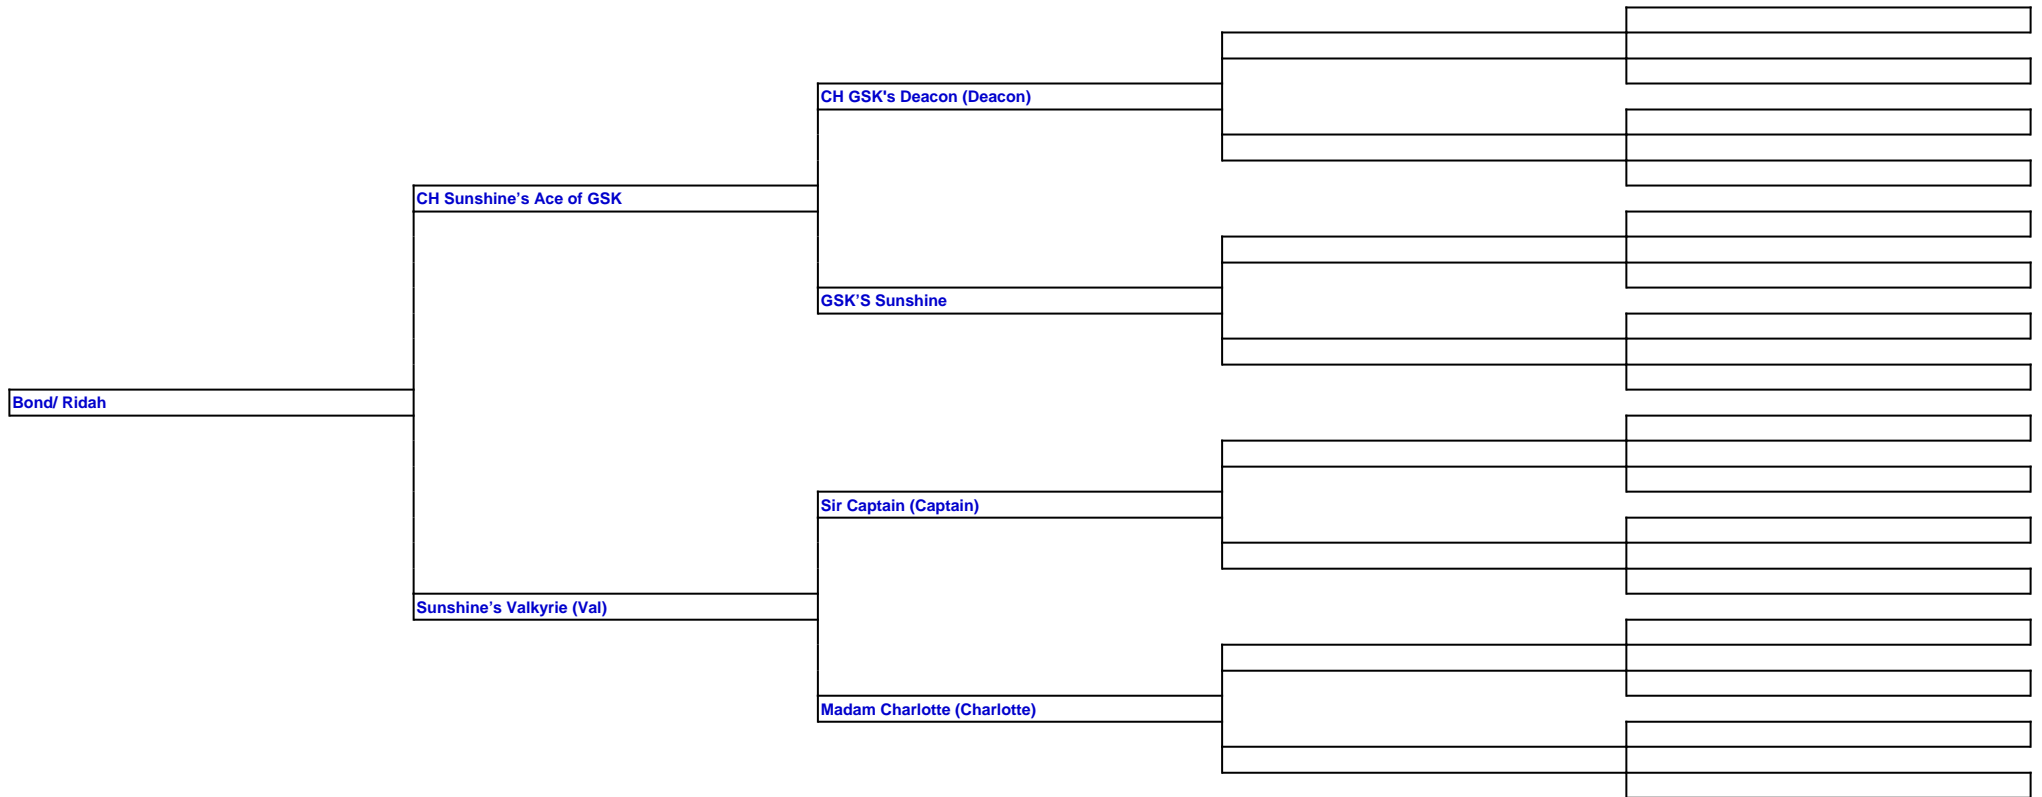 CH GSK's Deacon (Deacon)
CH Sunshine’s Ace of GSK
GSK’S Sunshine
Bond/ Ridah
Sir Captain (Captain)
Sunshine’s Valkyrie (Val)
Madam Charlotte (Charlotte)